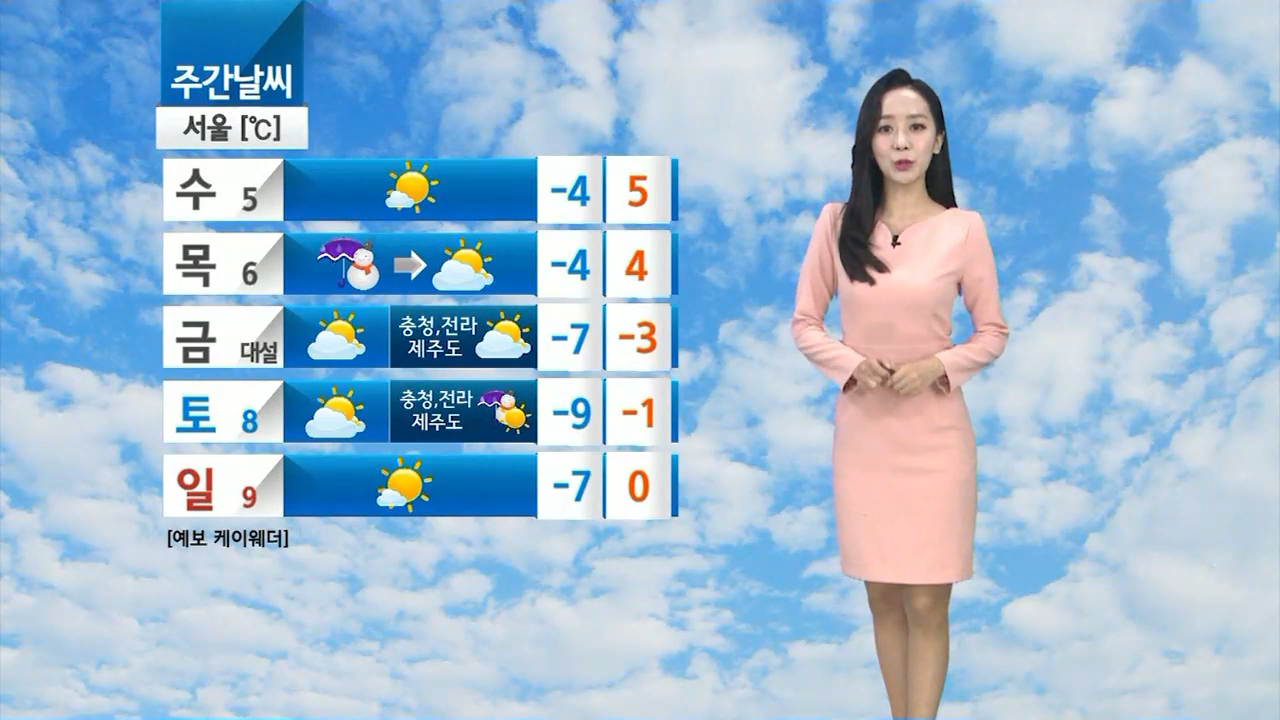 주간날씨
서울 [℃]
수 5 -4 5
목 6 -4 4
금 대설 충청,전라 제주도 -7 -3
토 8 충청,전라 제주도 -9 -1
일 9 -7 0
[예보 케이웨더]